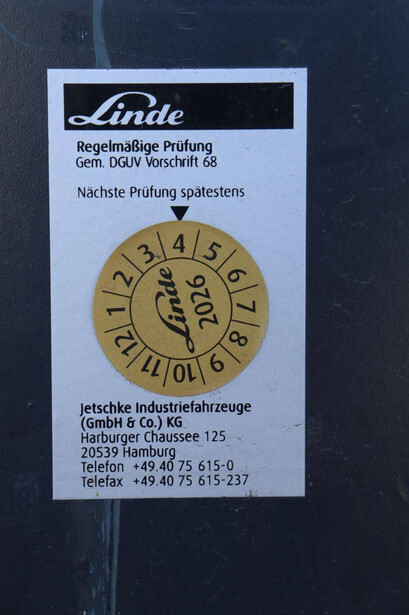 Linde
Regelmäßige Prüfung
Gem. DGUV Vorschrift 68
Nächste Prüfung spätestens
1 2 3 4 5 6 7 8 9 10 11 12
Linde
2026
Jetschke Industriefahrzeuge
(GmbH & Co.) KG
Harburger Chaussee 125
20539 Hamburg
Telefon +49.40 75 615-0
Telefax +49.40 75 615-237